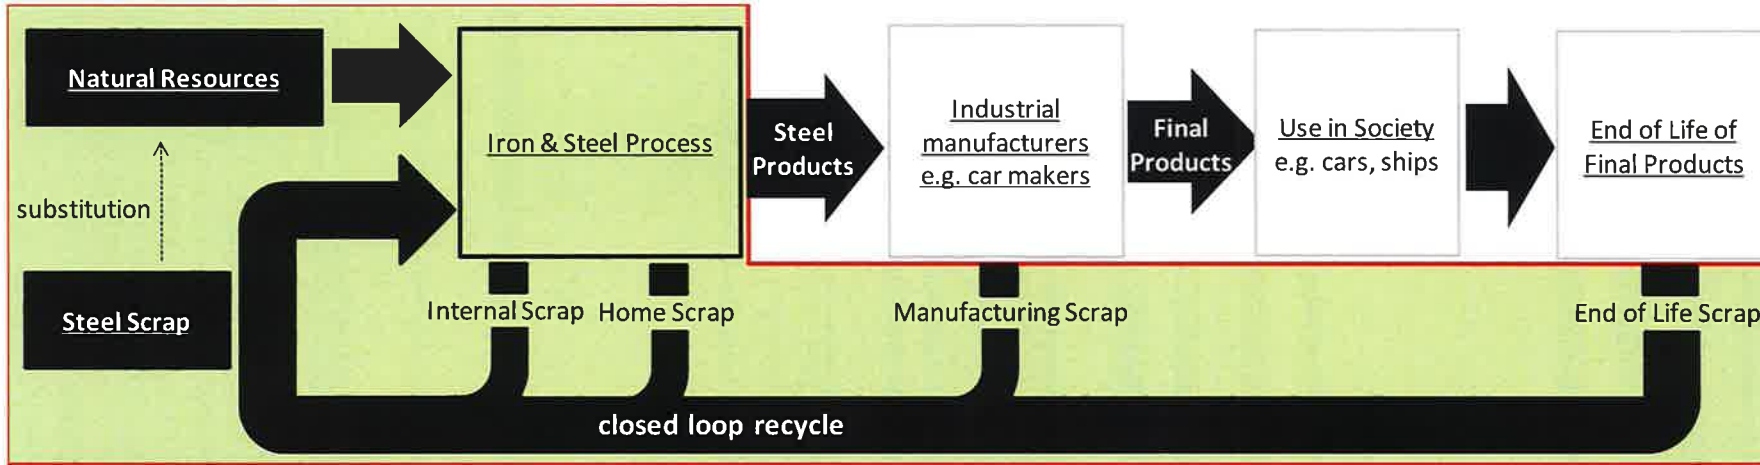 Natural Resources
Iron & Steel Process
Steel
Products
Industrial
manufacturers
e.g. car makers
Final
Products
Use in Society
e.g. cars, ships
End of Life of
Final Products
substitution
Steel Scrap
Internal Scrap
Home Scrap
Manufacturing Scrap
End of Life Scrap
closed loop recycle